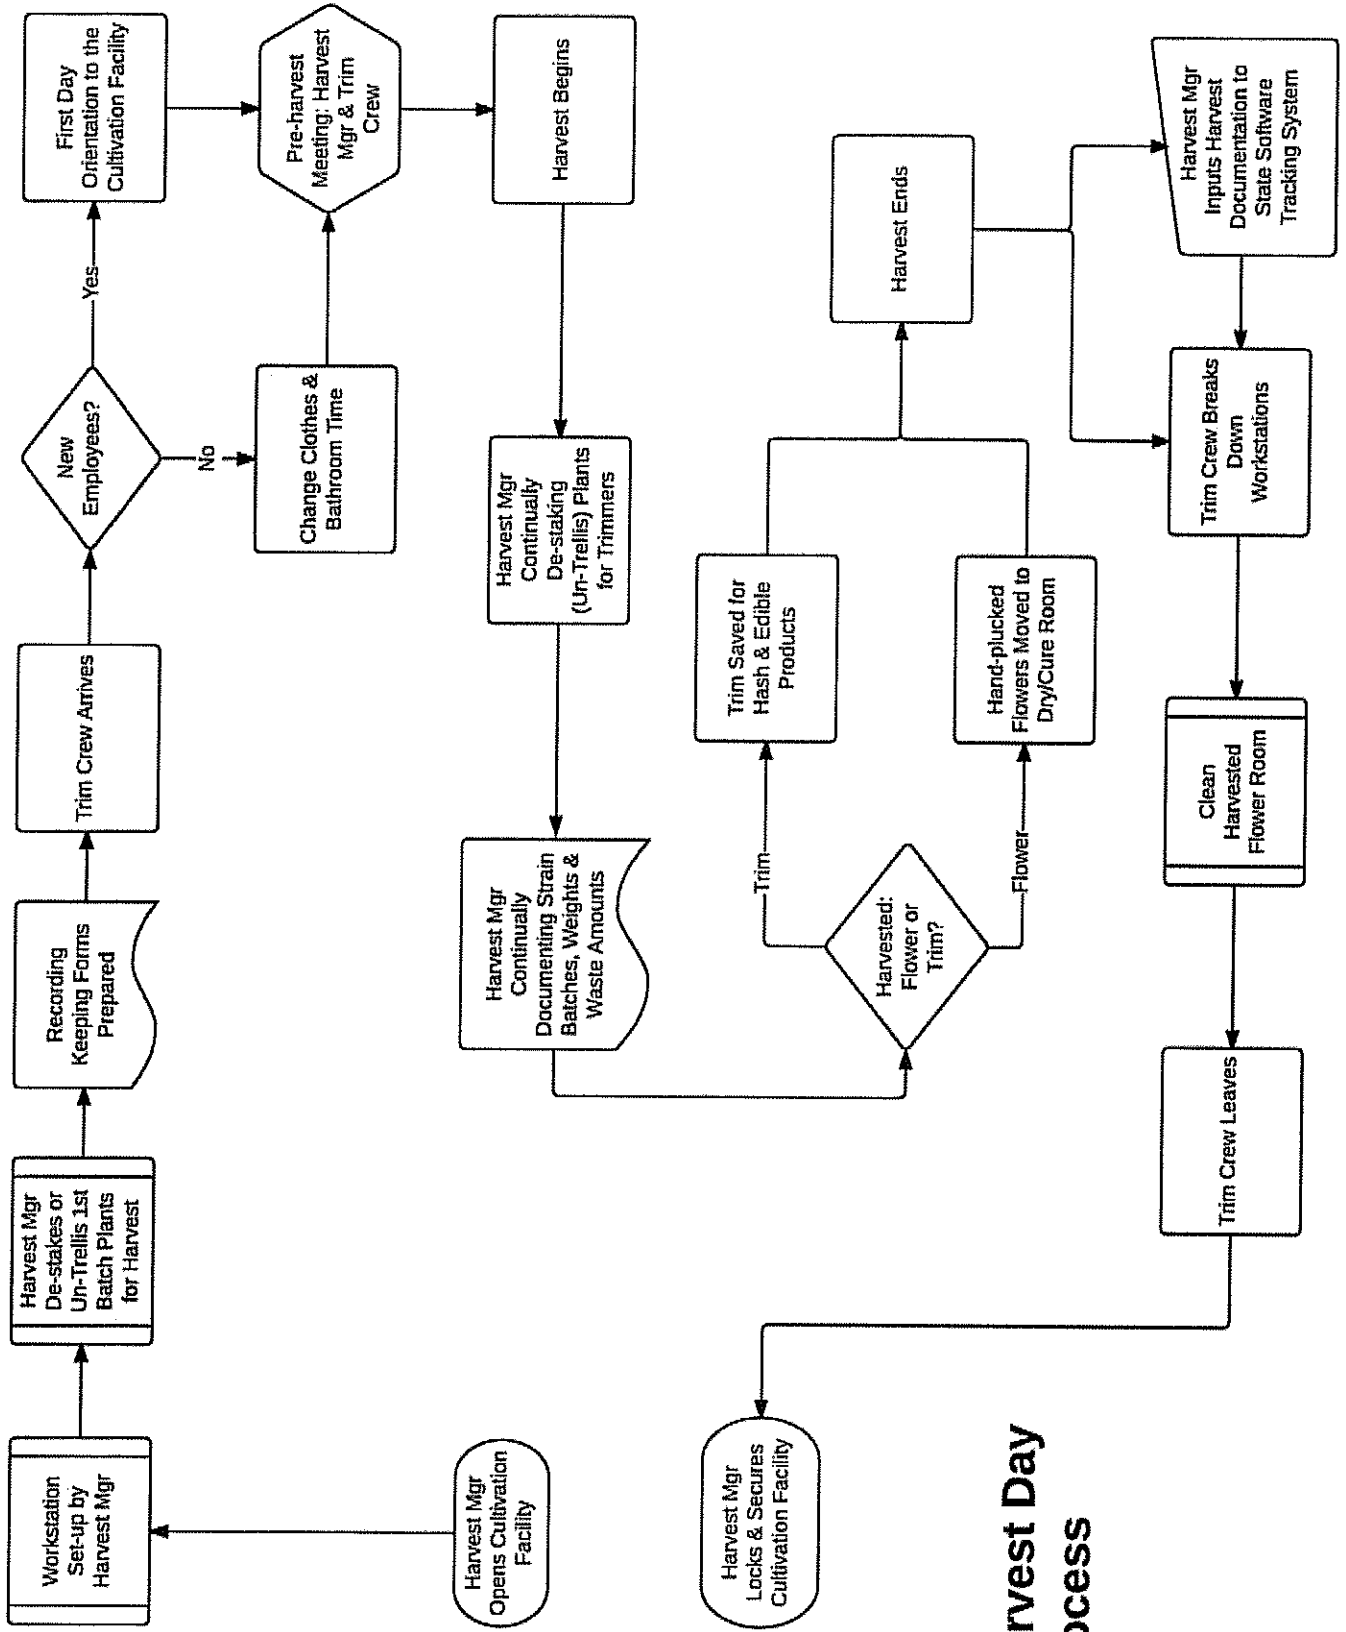 Harvest Mgr
Opens Cultivation
Facility
Workstation
Set-up by
Harvest Mgr
Harvest Mgr
De-stakes or
Un-Trellis 1st
Batch Plants
for Harvest
Recording
Keeping Forms
Prepared
Trim Crew Arrives
New
Employees?
Yes
No
First Day
Orientation to the
Cultivation Facility
Change Clothes &
Bathroom Time
Pre-harvest
Meeting: Harvest
Mgr & Trim
Crew
Harvest Begins
Harvest Mgr
Continually
De-staking
(Un-Trellis) Plants
for Trimmers
Harvest Mgr
Continually
Documenting Strain
Batches, Weights &
Waste Amounts
Harvested:
Flower or
Trim?
Trim
Flower
Trim Saved for
Hash & Edible
Products
Hand-plucked
Flowers Moved to
Dry/Cure Room
Harvest Ends
Harvest Mgr
Inputs Harvest
Documentation to
State Software
Tracking System
Trim Crew Breaks
Down
Workstations
Clean
Harvested
Flower Room
Trim Crew Leaves
Harvest Mgr
Locks & Secures
Cultivation Facility
rvest Day
ocess